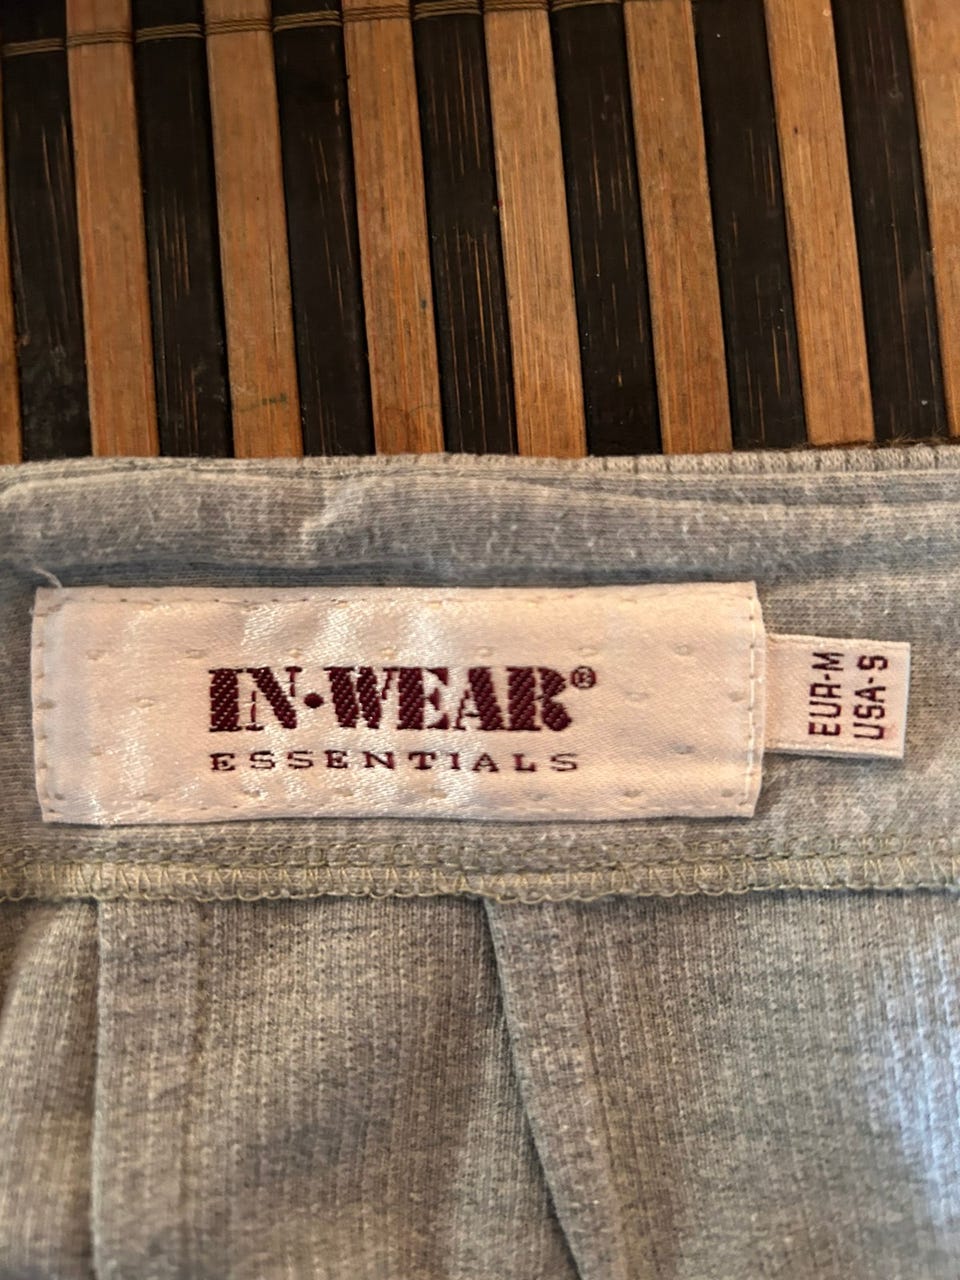 IN·WEAR®
ESSENTIALS
EUR-M
USA-S